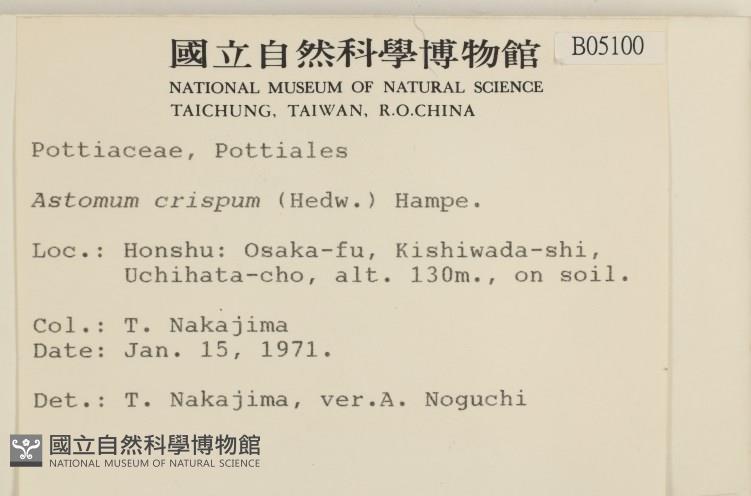 國立自然科學博物館
B05100
NATIONAL MUSEUM OF NATURAL SCIENCE
TAICHUNG, TAIWAN, R.O.CHINA
Pottiaceae, Pottiales
Astomum crispum (Hedw.) Hampe.
Loc.: Honshu: Osaka-fu, Kishiwada-shi,
Uchihata-cho, alt. 130m., on soil.
Col.: T. Nakajima
Date: Jan. 15, 1971.
Det.: T. Nakajima, ver.A. Noguchi
國立自然科學博物館
NATIONAL MUSEUM OF NATURAL SCIENCE